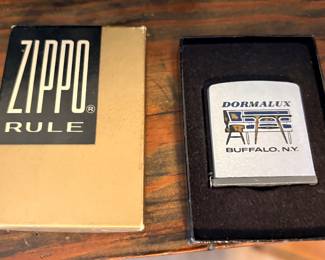 ZIPPO®
RULE
DORMALUX
BUFFALO, N.Y.